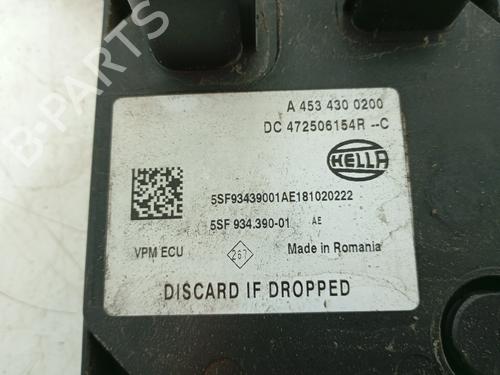 A 453 430 0200
DC 472506154R --C
HELLA
5SF93439001AE181020222
5SF 934.390-01 AE
VPM ECU
267
Made in Romania
DISCARD IF DROPPED
B-PARTS